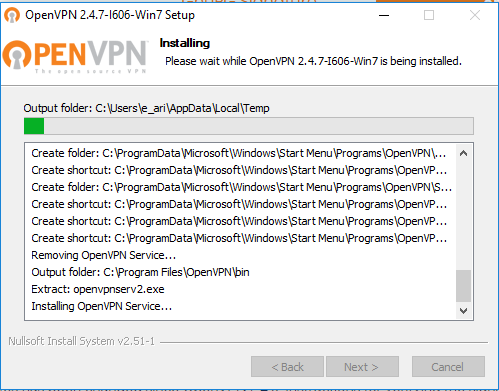 OpenVPN 2.4.7-I606-Win7 Setup
OPENVPN
The open source VPN
Installing
Please wait while OpenVPN 2.4.7-I606-Win7 is being installed.
Output folder: C:\Users\e_ari\AppData\Local\Temp
Create folder: C:\ProgramData\Microsoft\Windows\Start Menu\Programs\OpenVPN\...
Create shortcut: C:\ProgramData\Microsoft\Windows\Start Menu\Programs\OpenVP...
Create folder: C:\ProgramData\Microsoft\Windows\Start Menu\Programs\OpenVPN\S...
Create shortcut: C:\ProgramData\Microsoft\Windows\Start Menu\Programs\OpenVP...
Create shortcut: C:\ProgramData\Microsoft\Windows\Start Menu\Programs\OpenVP...
Create shortcut: C:\ProgramData\Microsoft\Windows\Start Menu\Programs\OpenVP...
Removing OpenVPN Service...
Output folder: C:\Program Files\OpenVPN\bin
Extract: openvpnserv2.exe
Installing OpenVPN Service...
Nullsoft Install System v2.51-1
< Back
Next >
Cancel